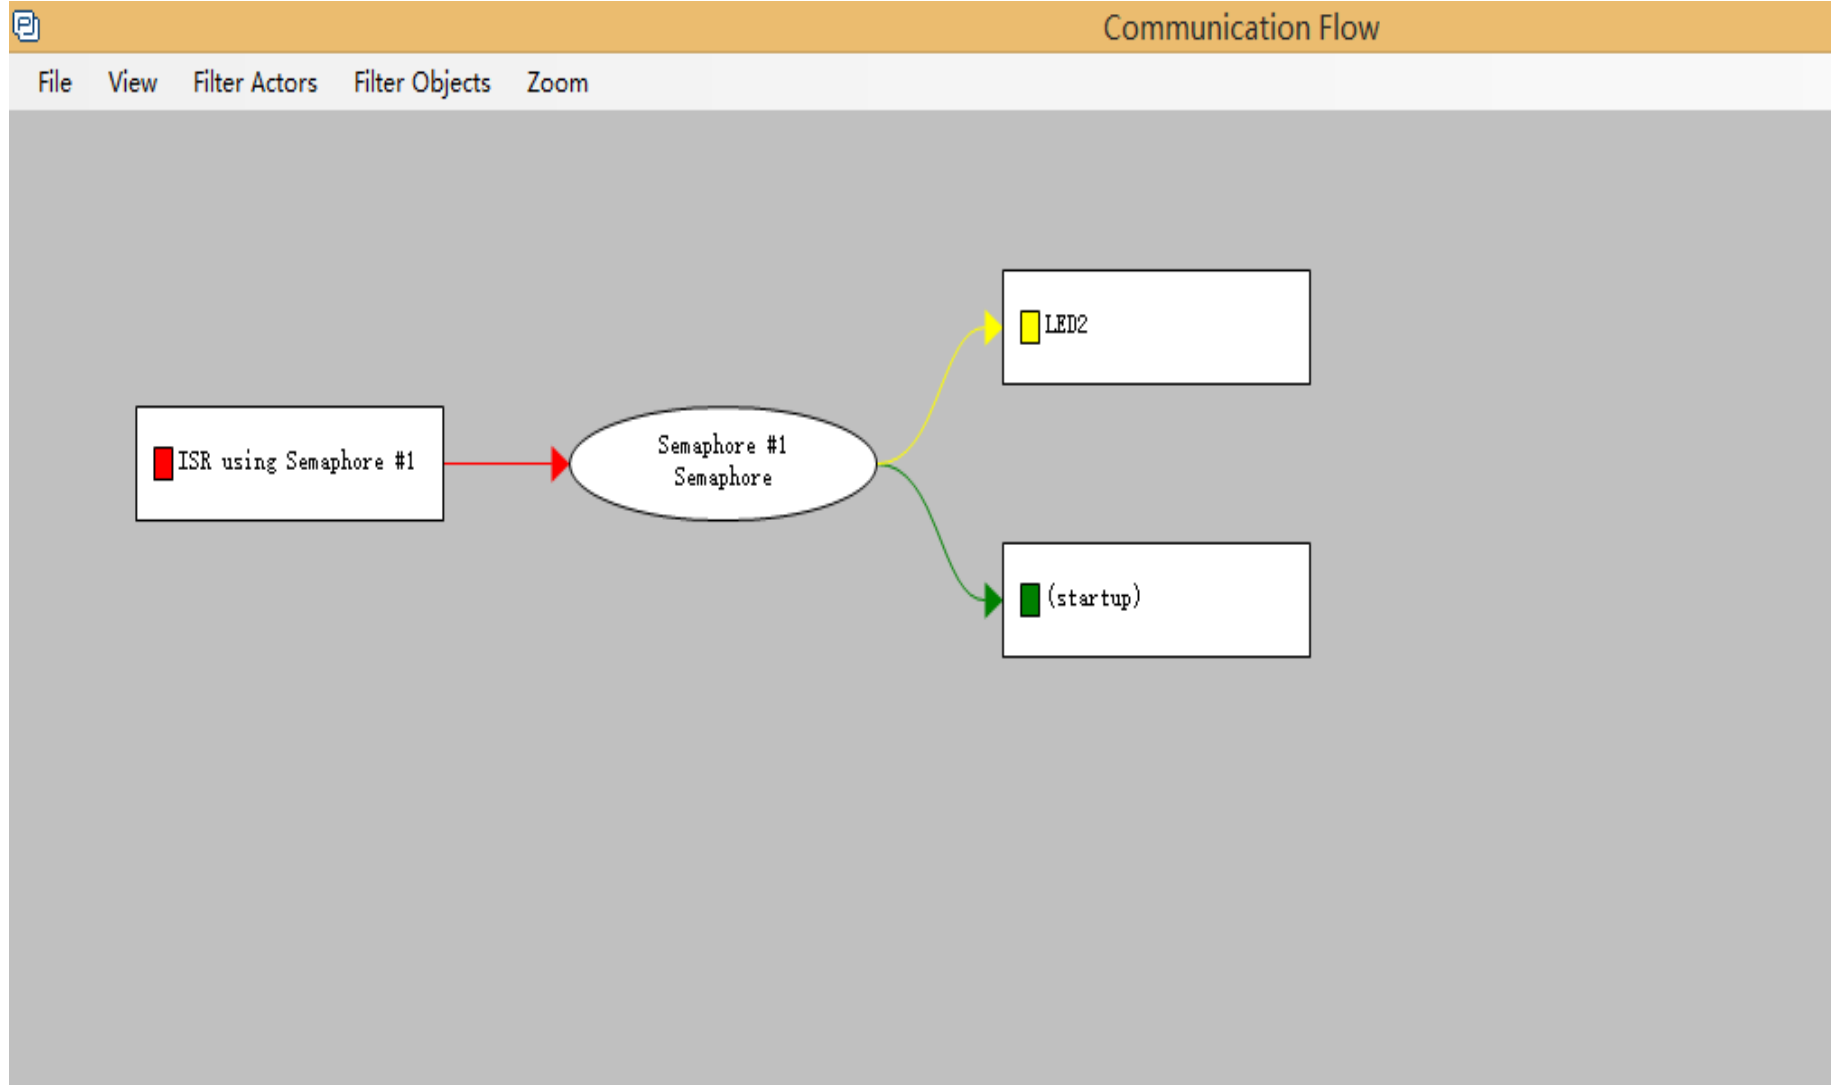 Communication Flow
File View Filter Actors Filter Objects Zoom
LED2
ISR using Semaphore #1
Semaphore #1
Semaphore
(startup)